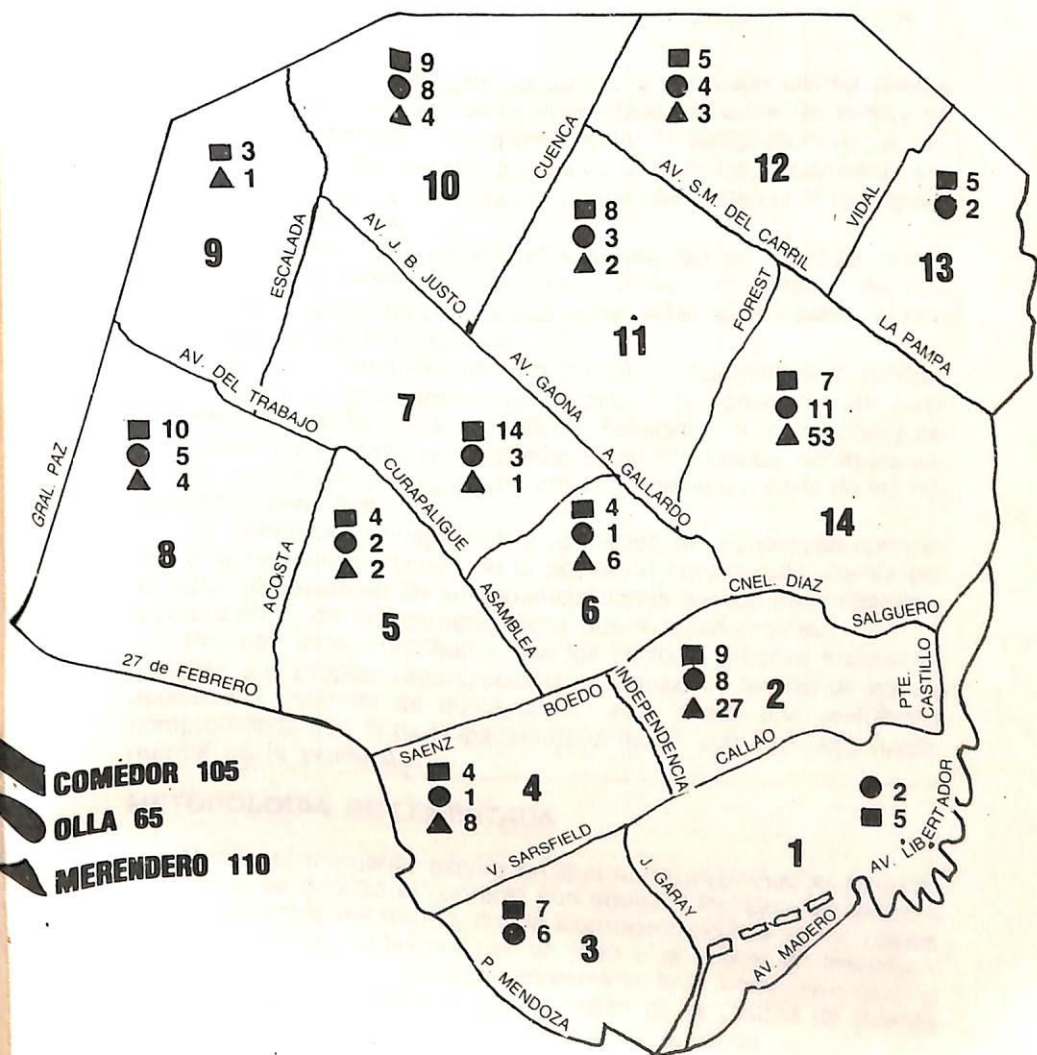 ■ 9
● 8
▲ 4
10
■ 5
● 4
▲ 3
12
■ 3
▲ 1
9
■ 5
● 2
13
■ 8
● 3
▲ 2
11
CUENCA
AV. S.M. DEL CARRIL
VIDAL
ESCALADA
AV. J. B. JUSTO
FOREST
LA PAMPA
AV. DEL TRABAJO
7
AV. GAONA
■ 7
● 11
▲ 53
14
GRAL. PAZ
■ 10
● 5
▲ 4
8
■ 14
● 3
▲ 1
CURAPALIGUE
A. GALLARDO
■ 4
● 2
▲ 2
5
ACOSTA
■ 4
● 1
▲ 6
6
ASAMBLEA
CNEL. DIAZ
SALGUERO
27 de FEBRERO
BOEDO
INDEPENDENCIA
■ 9
● 8
▲ 27
2
PTE. CASTILLO
SAENZ
CALLAO
■ 4
● 1
▲ 8
4
● 2
■ 5
1
AV. LIBERTADOR
V. SARSFIELD
J. GARAY
■ 7
● 6
3
AV. MADERO
P. MENDOZA
COMEDOR 105
OLLA 65
MERENDERO 110